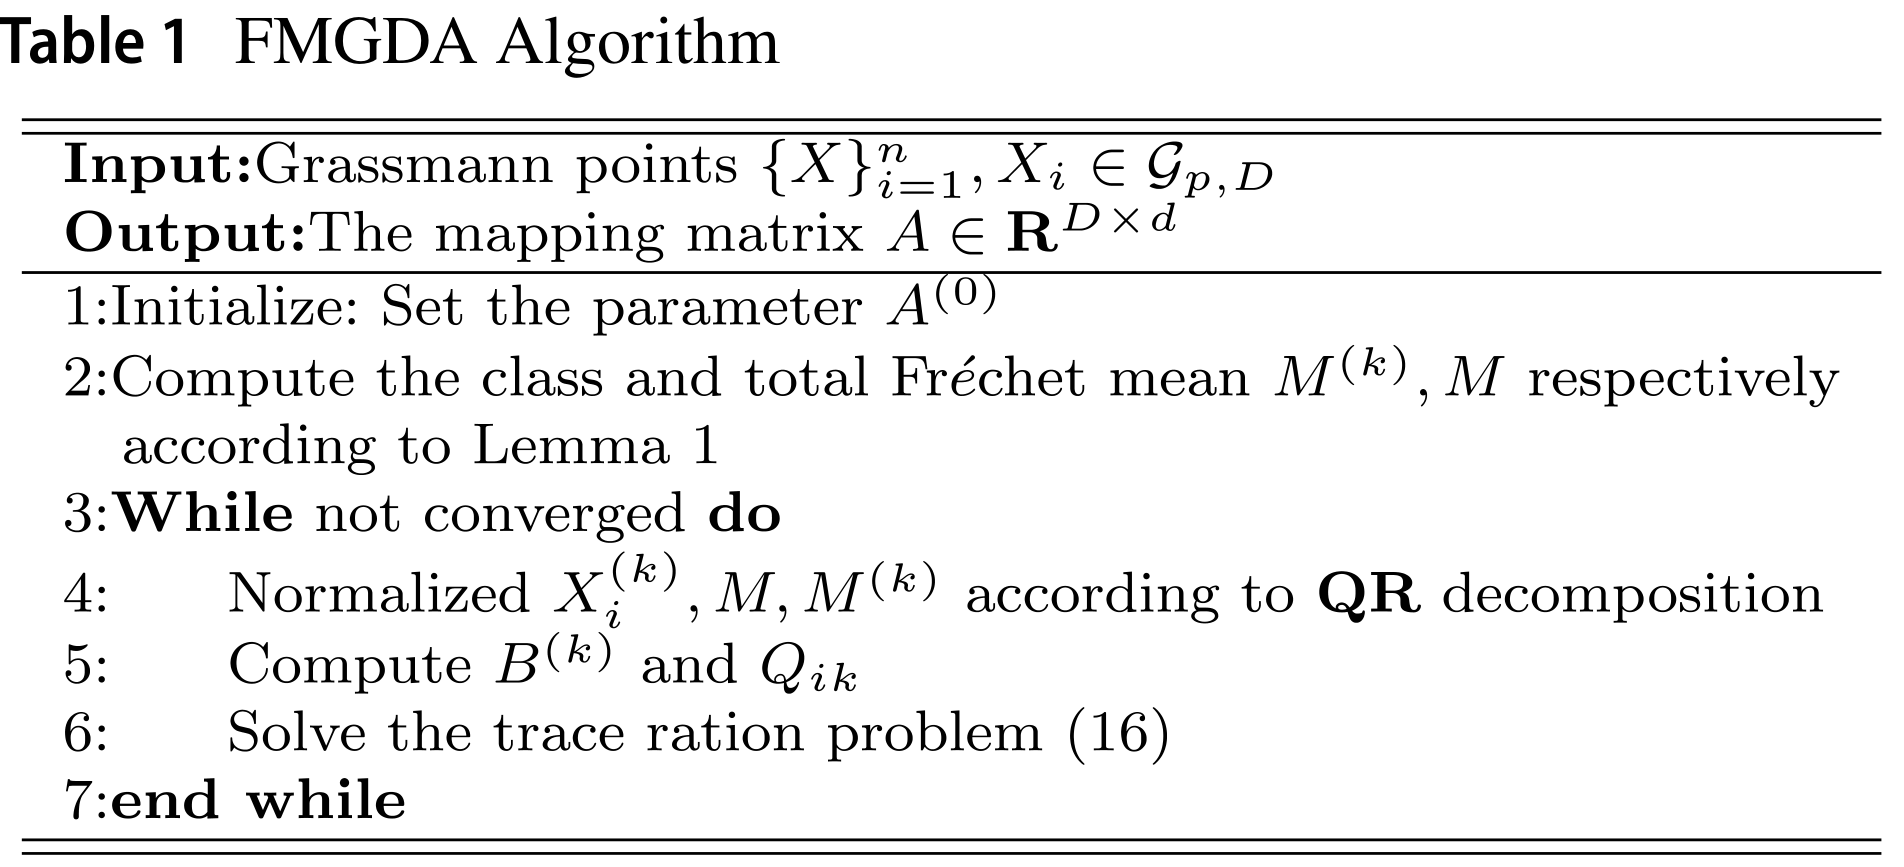 Table 1 FMGDA Algorithm
Input:Grassmann points $\{X\}_{i=1}^{n}, X_i \in \mathcal{G}_{p,D}$
Output:The mapping matrix $A \in \mathbf{R}^{D \times d}$
1:Initialize: Set the parameter $A^{(0)}$
2:Compute the class and total Fréchet mean $M^{(k)}, M$ respectively
according to Lemma 1
3:While not converged do
4: Normalized $X_i^{(k)}, M, M^{(k)}$ according to QR decomposition
5: Compute $B^{(k)}$ and $Q_{ik}$
6: Solve the trace ration problem (16)
7:end while